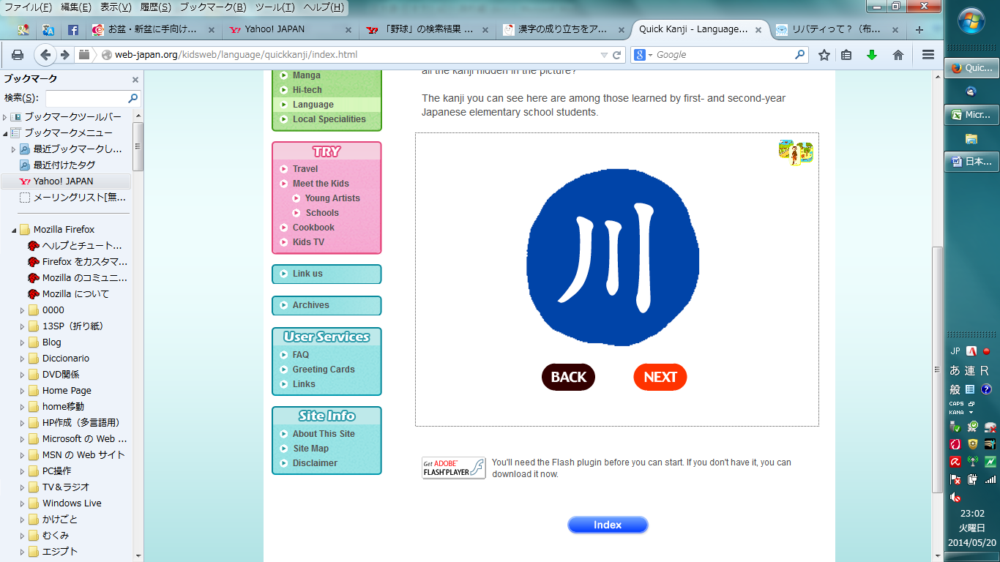 ファイル(F) 編集(E) 表示(V) 履歴(S) ブックマーク(B) ツール(T) ヘルプ(H)
お盆・新盆に手向け... Yahoo! JAPAN 「野球」の検索結果 ... 漢字の成り立ちをア... Quick Kanji - Language... リバティって？（布...
web-japan.org/kidsweb/language/quickkanji/index.html
Google
ブックマーク
検索(S):
ブックマークツールバー
ブックマークメニュー
最近ブックマークし...
最近付けたタグ
Yahoo! JAPAN
メーリングリスト[無...
Mozilla Firefox
ヘルプとチュート...
Firefox をカスタマ...
Mozilla のコミュニ...
Mozilla について
0000
13SP（折り紙）
Blog
Diccionario
DVD関係
Home Page
home移動
HP作成（多言語用）
Microsoft の Web ...
MSN の Web サイト
PC操作
TV＆ラジオ
Windows Live
かけごと
むくみ
エジプト
Manga
Hi-tech
Language
Local Specialities
TRY
Travel
Meet the Kids
Young Artists
Schools
Cookbook
Kids TV
Link us
Archives
User Services
FAQ
Greeting Cards
Links
Site Info
About This Site
Site Map
Disclaimer
all the kanji hidden in the picture?
The kanji you can see here are among those learned by first- and second-year
Japanese elementary school students.
川
BACK NEXT
Get ADOBE FLASH PLAYER
You'll need the Flash plugin before you can start. If you don't have it, you can
download it now.
Index
Quic...
Micr...
日本...
JP A
あ 連 R
般
CAPS
KANA
23:02
火曜日
2014/05/20